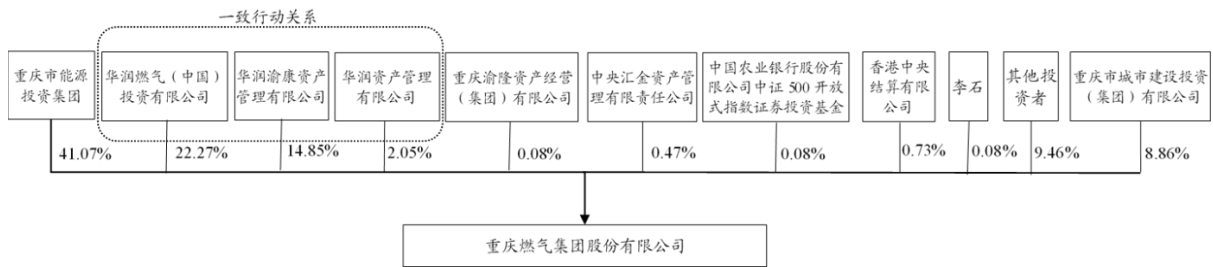 一致行动关系
重庆市能源
投资集团
华润燃气（中国）
投资有限公司
华润渝康资产
管理有限公司
华润资产管理
有限公司
重庆渝隆资产经营
（集团）有限公司
中央汇金资产管
理有限责任公司
中国农业银行股份有
限公司中证 500 开放
式指数证券投资基金
香港中央
结算有限
公司
李石
其他投
资者
重庆市城市建设投资
（集团）有限公司
41.07%
22.27%
14.85%
2.05%
0.08%
0.47%
0.08%
0.73%
0.08%
9.46%
8.86%
重庆燃气集团股份有限公司